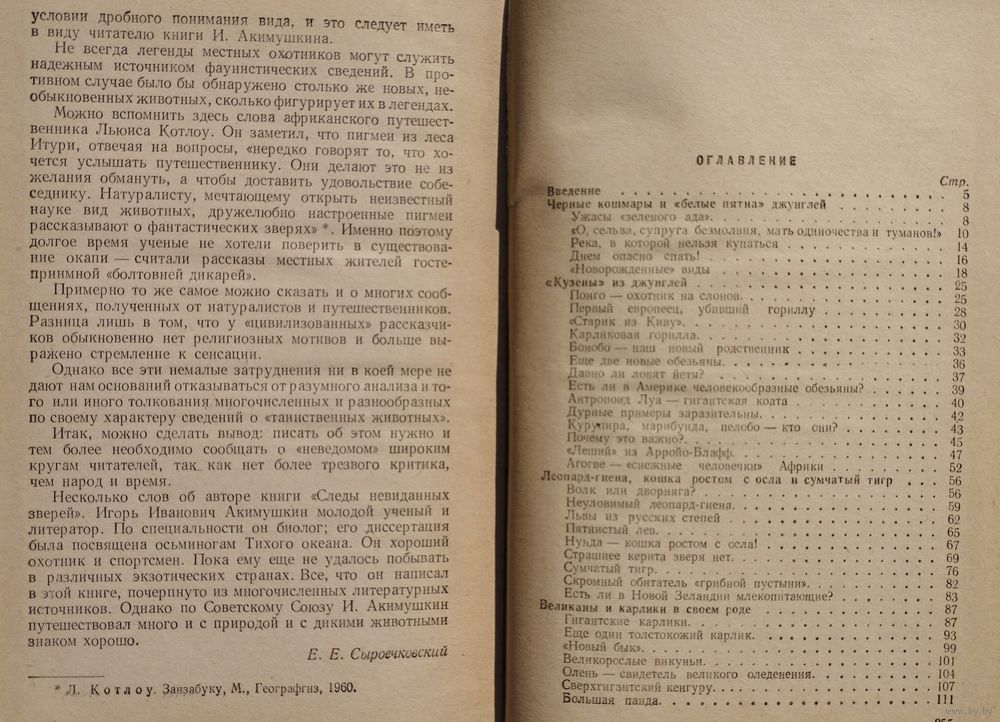 условии дробного понимания вида, и это следует иметь
в виду читателю книги И. Акимушкина.
Не всегда легенды местных охотников могут служить
надежным источником фаунистических сведений. В про-
тивном случае было бы обнаружено столько же новых, не-
обыкновенных животных, сколько фигурирует их в легендах.
Можно вспомнить здесь слова африканского путешест-
венника Льюиса Котлоу. Он заметил, что пигмеи из леса
Итури, отвечая на вопросы, «нередко говорят то, что хо-
чется услышать путешественнику. Они делают это не из
желания обмануть, а чтобы доставить удовольствие собе-
седнику. Натуралисту, мечтающему открыть неизвестный
науке вид животных, дружелюбно настроенные пигмеи
рассказывают о фантастических зверях» *. Именно поэтому
долгое время ученые не хотели поверить в существова-
ние окапи — считали рассказы местных жителей госте-
приимной «болтовней дикарей».
Примерно то же самое можно сказать и о многих сооб-
щениях, полученных от натуралистов и путешественников.
Разница лишь в том, что у «цивилизованных» рассказчи-
ков обыкновенно нет религиозных мотивов и больше вы-
ражено стремление к сенсации.
Однако все эти немалые затруднения ни в коей мере не
дают нам оснований отказываться от разумного анализа и то-
го или иного толкования многочисленных и разнообразных
по своему характеру сведений о «таинственных животных».
Итак, можно сделать вывод: писать об этом нужно и
тем более необходимо сообщать о «неведомом» широким
кругам читателей, так как нет более трезвого критика,
чем народ и время.
Несколько слов об авторе книги «Следы невиданных
зверей». Игорь Иванович Акимушкин молодой ученый и
литератор. По специальности он биолог; его диссертация
была посвящена осьминогам Тихого океана. Он хороший
охотник и спортсмен. Пока ему еще не удалось побывать
в различных экзотических странах. Все, что он написал
в этой книге, почерпнуто из многочисленных литературных
источников. Однако по Советскому Союзу И. Акимушкин
путешествовал много и с природой и с дикими животными
знаком хорошо.
Е. Е. Сыроечковский
* Л. Котлоу. Занзабуку, М., Географгиз, 1960.
ОГЛАВЛЕНИЕ
Стр.
Введение . . . . . . . . . . . . . . . . . 5
Черные кошмары и «белые пятна» джунглей . . . . . . . 8
Ужасы «зеленого ада». . . . . . . . . . . . . . 8
«О, сельва, супруга безмолвия, мать одиночества и туманов!» 10
Река, в которой нельзя купаться . . . . . . . . . 14
Днем опасно спать! . . . . . . . . . . . . . . 16
«Новорожденные» виды . . . . . . . . . . . . . 18
«Кузены» из джунглей . . . . . . . . . . . . . . 25
Понго — охотник на слонов. . . . . . . . . . . . 25
Первый европеец, убивший гориллу . . . . . . . . 28
«Старик из Киву». . . . . . . . . . . . . . . 30
Карликовая горилла. . . . . . . . . . . . . . 32
Бонобо — наш новый родственник . . . . . . . . . 33
Еще две новые обезьяны. . . . . . . . . . . . . 36
Давно ли ловят йети? . . . . . . . . . . . . . 37
Есть ли в Америке человекообразные обезьяны? . . . . 39
Антропоид Луа — гигантская коата . . . . . . . . 40
Дурные примеры заразительны. . . . . . . . . . . 42
Курупира, марибунда, пелобо — кто они? . . . . . . 43
Почему это важно?. . . . . . . . . . . . . . . 45
«Леший» из Арройо-Блафф. . . . . . . . . . . . 47
Агогве — «снежные человечки» Африки . . . . . . . 52
Леопард-гиена, кошка ростом с осла и сумчатый тигр . . . 56
Волк или дворняга? . . . . . . . . . . . . . . 56
Неуловимый леопард-гиена. . . . . . . . . . . . 59
Львы из русских степей . . . . . . . . . . . . 62
Пятнистый лев. . . . . . . . . . . . . . . . 65
Нунда — кошка ростом с осла! . . . . . . . . . . 67
Страшнее керита зверя нет. . . . . . . . . . . . 69
Сумчатый тигр. . . . . . . . . . . . . . . . 76
Скромный обитатель «грибной пустыни». . . . . . . 82
Есть ли в Новой Зеландии млекопитающие? . . . . . . 83
Великаны и карлики в своем роде . . . . . . . . . . 87
Гигантские карлики. . . . . . . . . . . . . . 87
Еще один толстокожий карлик. . . . . . . . . . . 93
«Новый бык». . . . . . . . . . . . . . . . . 99
Великорослые викуньи. . . . . . . . . . . . . . 101
Олень — свидетель великого оледенения. . . . . . . 104
Сверхгигантский кенгуру. . . . . . . . . . . . . 107
Большая панда. . . . . . . . . . . . . . . . 111
www.ay.by